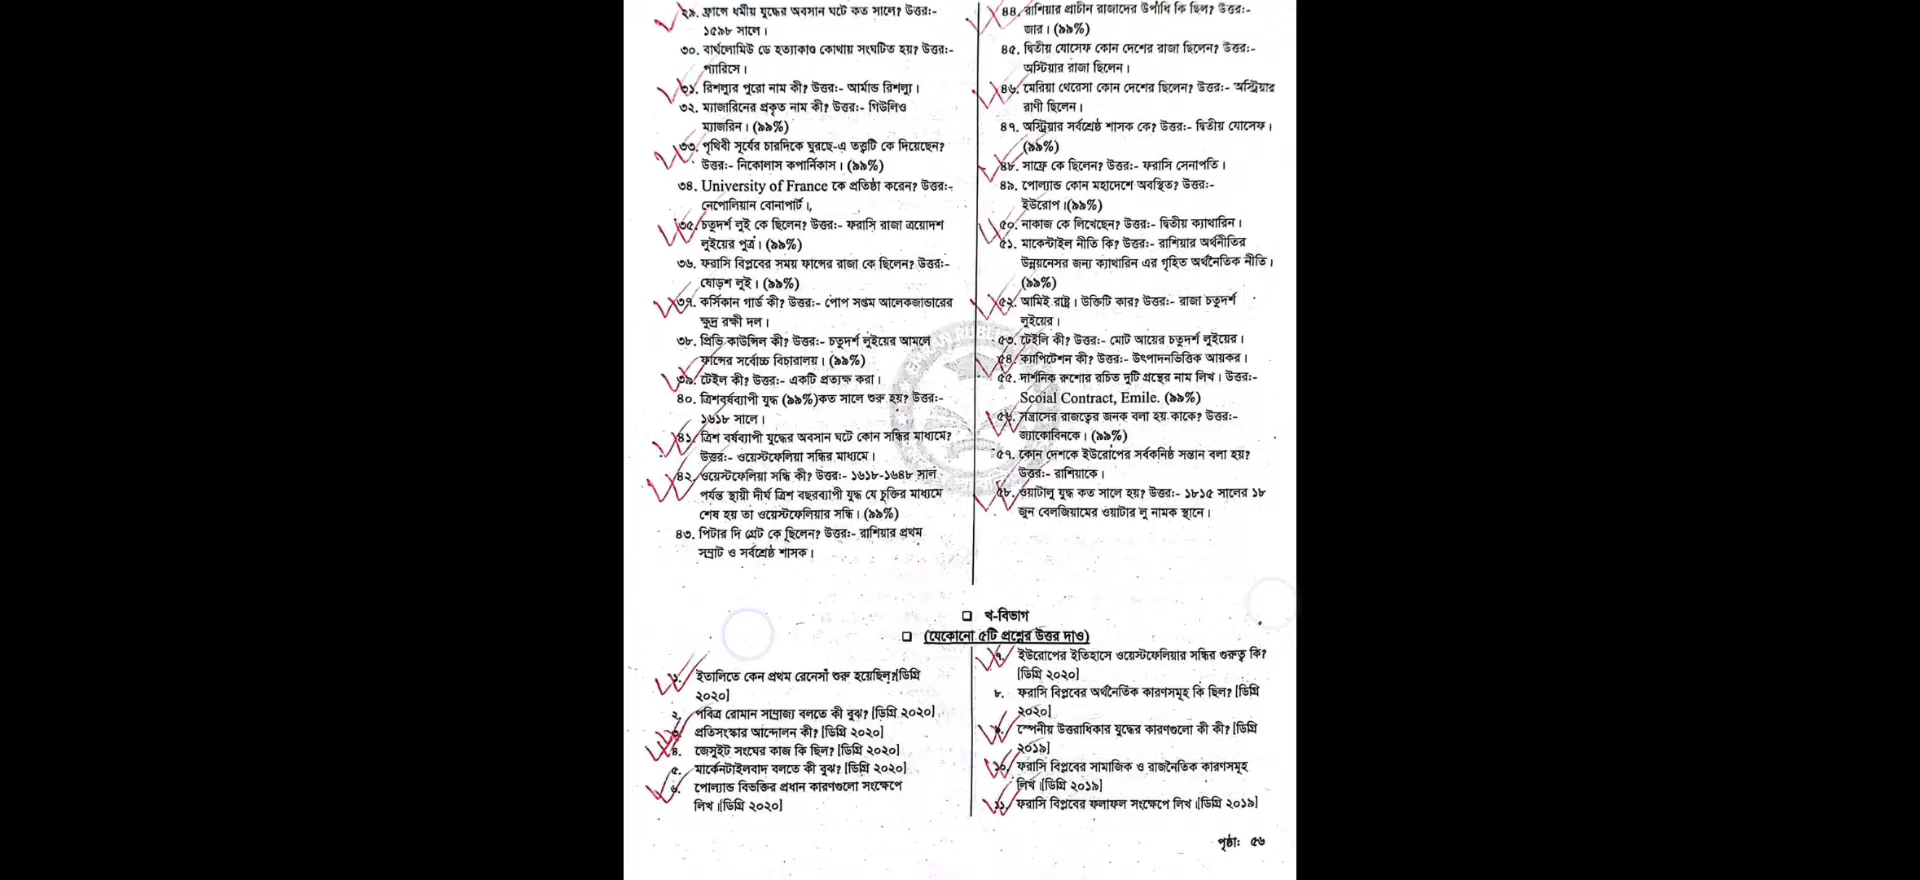 ২৯. ফ্রান্সে ধর্মীয় যুদ্ধের অবসান ঘটে কত সালে? উত্তর:-
১৫৯৮ সালে।
৩০. বার্থলোমিউ ডে হত্যাকাণ্ড কোথায় সংঘটিত হয়? উত্তর:-
প্যারিসে।
৩১. রিশল্যুর পুরো নাম কী? উত্তর:- আর্মান্ড রিশল্যু।
৩২. ম্যাজারিনের প্রকৃত নাম কী? উত্তর:- গিউলিও
ম্যাজরিন। (৯৯%)
৩৩. পৃথিবী সূর্যের চারদিকে ঘুরছে-এ তত্ত্বটি কে দিয়েছেন?
উত্তর:- নিকোলাস কপার্নিকাস। (৯৯%)
৩৪. University of France কে প্রতিষ্ঠা করেন? উত্তর:-
নেপোলিয়ান বোনাপার্ট।
৩৫. চতুদর্শ লুই কে ছিলেন? উত্তর:- ফরাসি রাজা ত্রয়োদশ
লুইয়ের পুত্র। (৯৯%)
৩৬. ফরাসি বিপ্লবের সময় ফান্সের রাজা কে ছিলেন? উত্তর:-
ষোড়শ লুই। (৯৯%)
৩৭. কর্সিকান গার্ড কী? উত্তর:- পোপ সপ্তম আলেকজান্ডারের
ক্ষুদ্র রক্ষী দল।
৩৮. প্রিভি কাউন্সিল কী? উত্তর:- চতুদর্শ লুইয়ের আমলে
ফান্সের সর্বোচ্চ বিচারালয়। (৯৯%)
৩৯. টেইল কী? উত্তর:- একটি প্রত্যক্ষ করা।
৪০. ত্রিশবর্ষব্যাপী যুদ্ধ (৯৯%)কত সালে শুরু হয়? উত্তর:-
১৬১৮ সালে।
৪১. ত্রিশ বর্ষব্যাপী যুদ্ধের অবসান ঘটে কোন সন্ধির মাধ্যমে?
উত্তর:- ওয়েস্টফেলিয়া সন্ধির মাধ্যমে।
৪২. ওয়েস্টফেলিয়া সন্ধি কী? উত্তর:- ১৬১৮-১৬৪৮ সাল
পর্যন্ত স্থায়ী দীর্ঘ ত্রিশ বছরব্যাপী যুদ্ধ যে চুক্তির মাধ্যমে
শেষ হয় তা ওয়েস্টফেলিয়ার সন্ধি। (৯৯%)
৪৩. পিটার দি গ্রেট কে ছিলেন? উত্তর:- রাশিয়ার প্রথম
সম্রাট ও সর্বশ্রেষ্ঠ শাসক।
৪৪. রাশিয়ার প্রাচীন রাজাদের উপাধি কি ছিল? উত্তর:-
জার। (৯৯%)
৪৫. দ্বিতীয় যোসেফ কোন দেশের রাজা ছিলেন? উত্তর:-
অস্টিয়ার রাজা ছিলেন।
৪৬. মেরিয়া থেরেসা কোন দেশের ছিলেন? উত্তর:- অস্ট্রিয়ার
রাণী ছিলেন।
৪৭. অস্ট্রিয়ার সর্বশ্রেষ্ঠ শাসক কে? উত্তর:- দ্বিতীয় যোসেফ।
(৯৯%)
৪৮. সাফ্রে কে ছিলেন? উত্তর:- ফরাসি সেনাপতি।
৪৯. পোল্যান্ড কোন মহাদেশে অবস্থিত? উত্তর:-
ইউরোপ।(৯৯%)
৫০. নাকাজ কে লিখেছেন? উত্তর:- দ্বিতীয় ক্যাথারিন।
৫১. মাকেন্টাইল নীতি কি? উত্তর:- রাশিয়ার অর্থনীতির
উন্নয়নেসর জন্য ক্যাথারিন এর গৃহিত অর্থনৈতিক নীতি।
(৯৯%)
৫২. আমিই রাষ্ট্র। উক্তিটি কার? উত্তর:- রাজা চতুদর্শ
লুইয়ের।
৫৩. টেইলি কী? উত্তর:- মোট আয়ের চতুদর্শ লুইয়ের।
৫৪. ক্যাপিটেশন কী? উত্তর:- উৎপাদনভিত্তিক আয়কর।
৫৫. দার্শনিক রুশোর রচিত দুটি গ্রন্থের নাম লিখ। উত্তর:-
Scoial Contract, Emile. (৯৯%)
৫৬. সন্ত্রাসের রাজত্বের জনক বলা হয় কাকে? উত্তর:-
জ্যাকোবিনকে। (৯৯%)
৫৭. কোন দেশকে ইউরোপের সর্বকনিষ্ঠ সন্তান বলা হয়?
উত্তর:- রাশিয়াকে।
৫৮. ওয়াটালু যুদ্ধ কত সালে হয়? উত্তর:- ১৮১৫ সালের ১৮
জুন বেলজিয়ামের ওয়াটার লু নামক স্থানে।
খ-বিভাগ
(যেকোনো ৫টি প্রশ্নের উত্তর দাও)
১. ইতালিতে কেন প্রথম রেনেসাঁ শুরু হয়েছিল?[ডিগ্রি
২০২০]
২. পবিত্র রোমান সাম্রাজ্য বলতে কী বুঝ? [ডিগ্রি ২০২০]
৩. প্রতিসংস্কার আন্দোলন কী? [ডিগ্রি ২০২০]
৪. জেসুইট সংঘের কাজ কি ছিল? [ডিগ্রি ২০২০]
৫. মার্কেনটাইলবাদ বলতে কী বুঝ? [ডিগ্রি ২০২০]
৬. পোল্যান্ড বিভক্তির প্রধান কারণগুলো সংক্ষেপে
লিখ।[ডিগ্রি ২০২০]
৭. ইউরোপের ইতিহাসে ওয়েস্টফেলিয়ার সন্ধির গুরুত্ব কি?
[ডিগ্রি ২০২০]
৮. ফরাসি বিপ্লবের অর্থনৈতিক কারণসমূহ কি ছিল? [ডিগ্রি
২০২০]
৯. স্পেনীয় উত্তরাধিকার যুদ্ধের কারণগুলো কী কী? [ডিগ্রি
২০১৯]
১০. ফরাসি বিপ্লবের সামাজিক ও রাজনৈতিক কারণসমূহ
লিখ।[ডিগ্রি ২০১৯]
১১. ফরাসি বিপ্লবের ফলাফল সংক্ষেপে লিখ।[ডিগ্রি ২০১৯]
পৃষ্ঠা: ৫৬